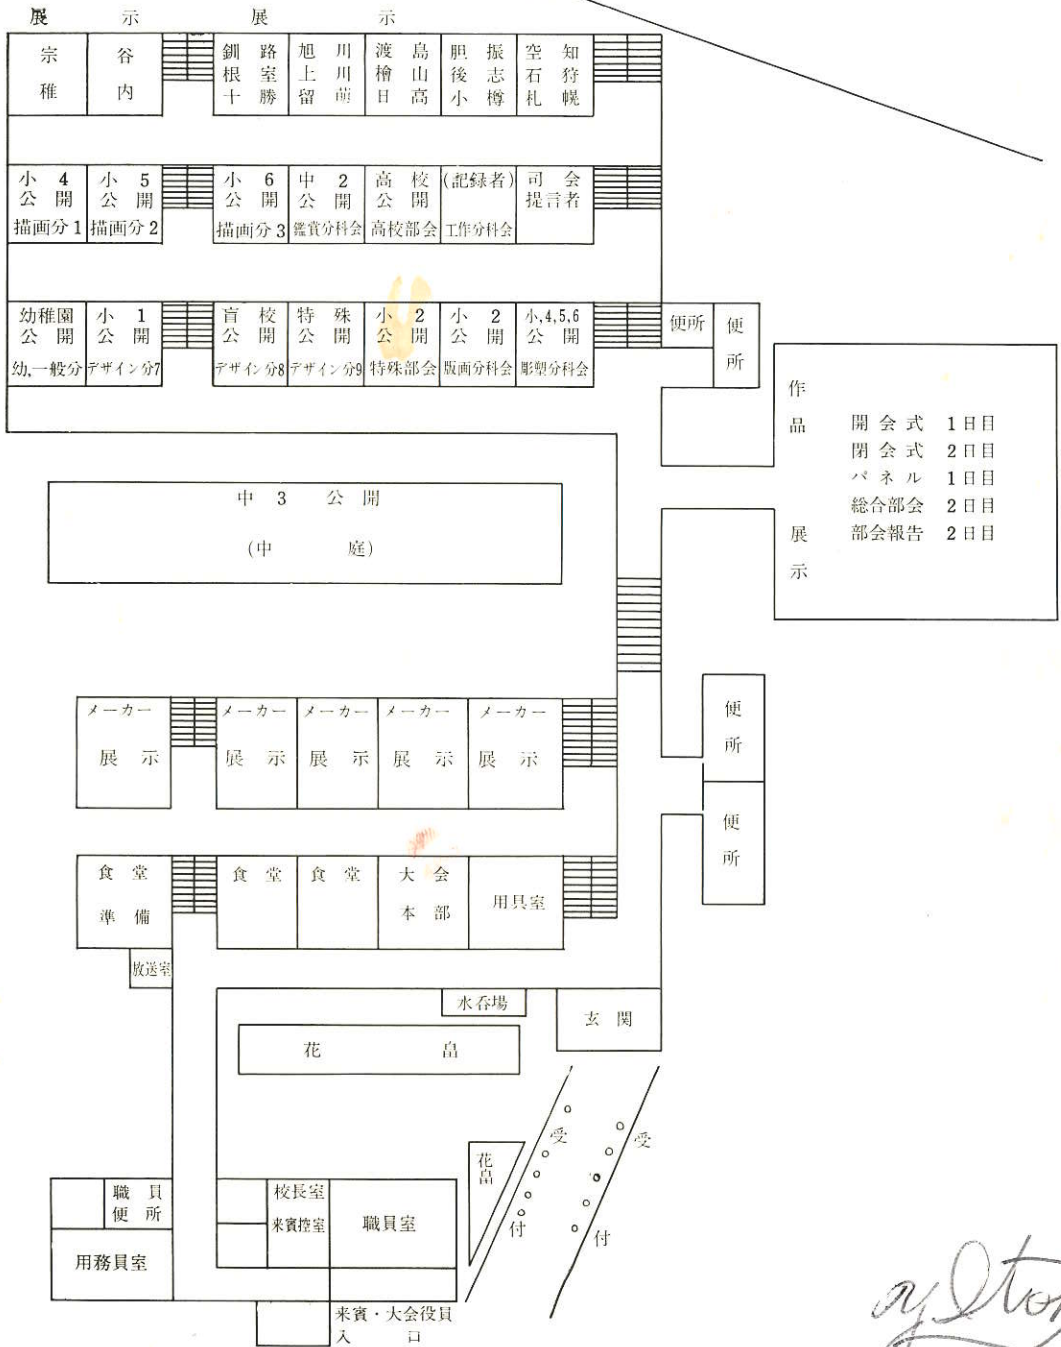 展　示　　展　示
宗　谷　釧　路　旭　川　渡　島　胆　振　空　知
根　室　上　川　檜　山　後　志　石　狩
稚　内　十　勝　留　萌　日　高　小　樽　札　幌
小　4　小　5　小　6　中　2　高　校　(記録者)　司　会
公　開　公　開　公　開　公　開　公　開　提言者
描画分1　描画分2　描画分3　鑑賞分科会　高校部会　工作分科会
幼稚園　小　1　盲　校　特　殊　小　2　小　2　小,4,5,6　便所　便
公　開　公　開　公　開　公　開　公　開　公　開　公　開　所
幼,一般分　デザイン分7　デザイン分8　デザイン分9　特殊部会　版画分科会　彫塑分科会
作品　展示
開会式　1日目
閉会式　2日目
パネル　1日目
総合部会　2日目
部会報告　2日目
中　3　公　開
(中　庭)
メーカー　メーカー　メーカー　メーカー　メーカー　便
展　示　展　示　展　示　展　示　展　示　所
便
所
食　堂　食　堂　食　堂　大　会
準　備　本　部　用具室
放送室
水呑場
玄　関
花　畠
花畠　受付　受付
職　員　校長室
便　所　来賓控室　職員室
用務員室
来賓・大会役員
入　口